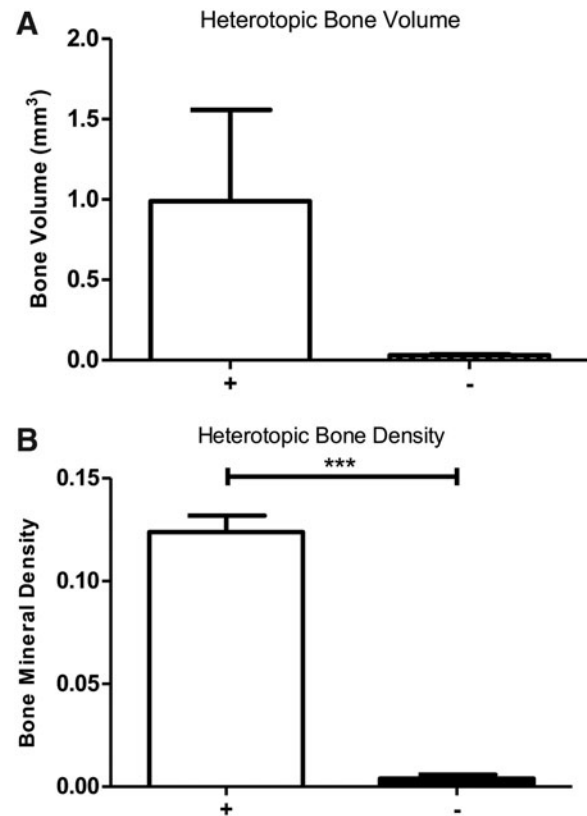 A
Heterotopic Bone Volume
Bone Volume (mm³)
2.0
1.5
1.0
0.5
0.0
+
-
B
Heterotopic Bone Density
***
Bone Mineral Density
0.15
0.10
0.05
0.00
+
-